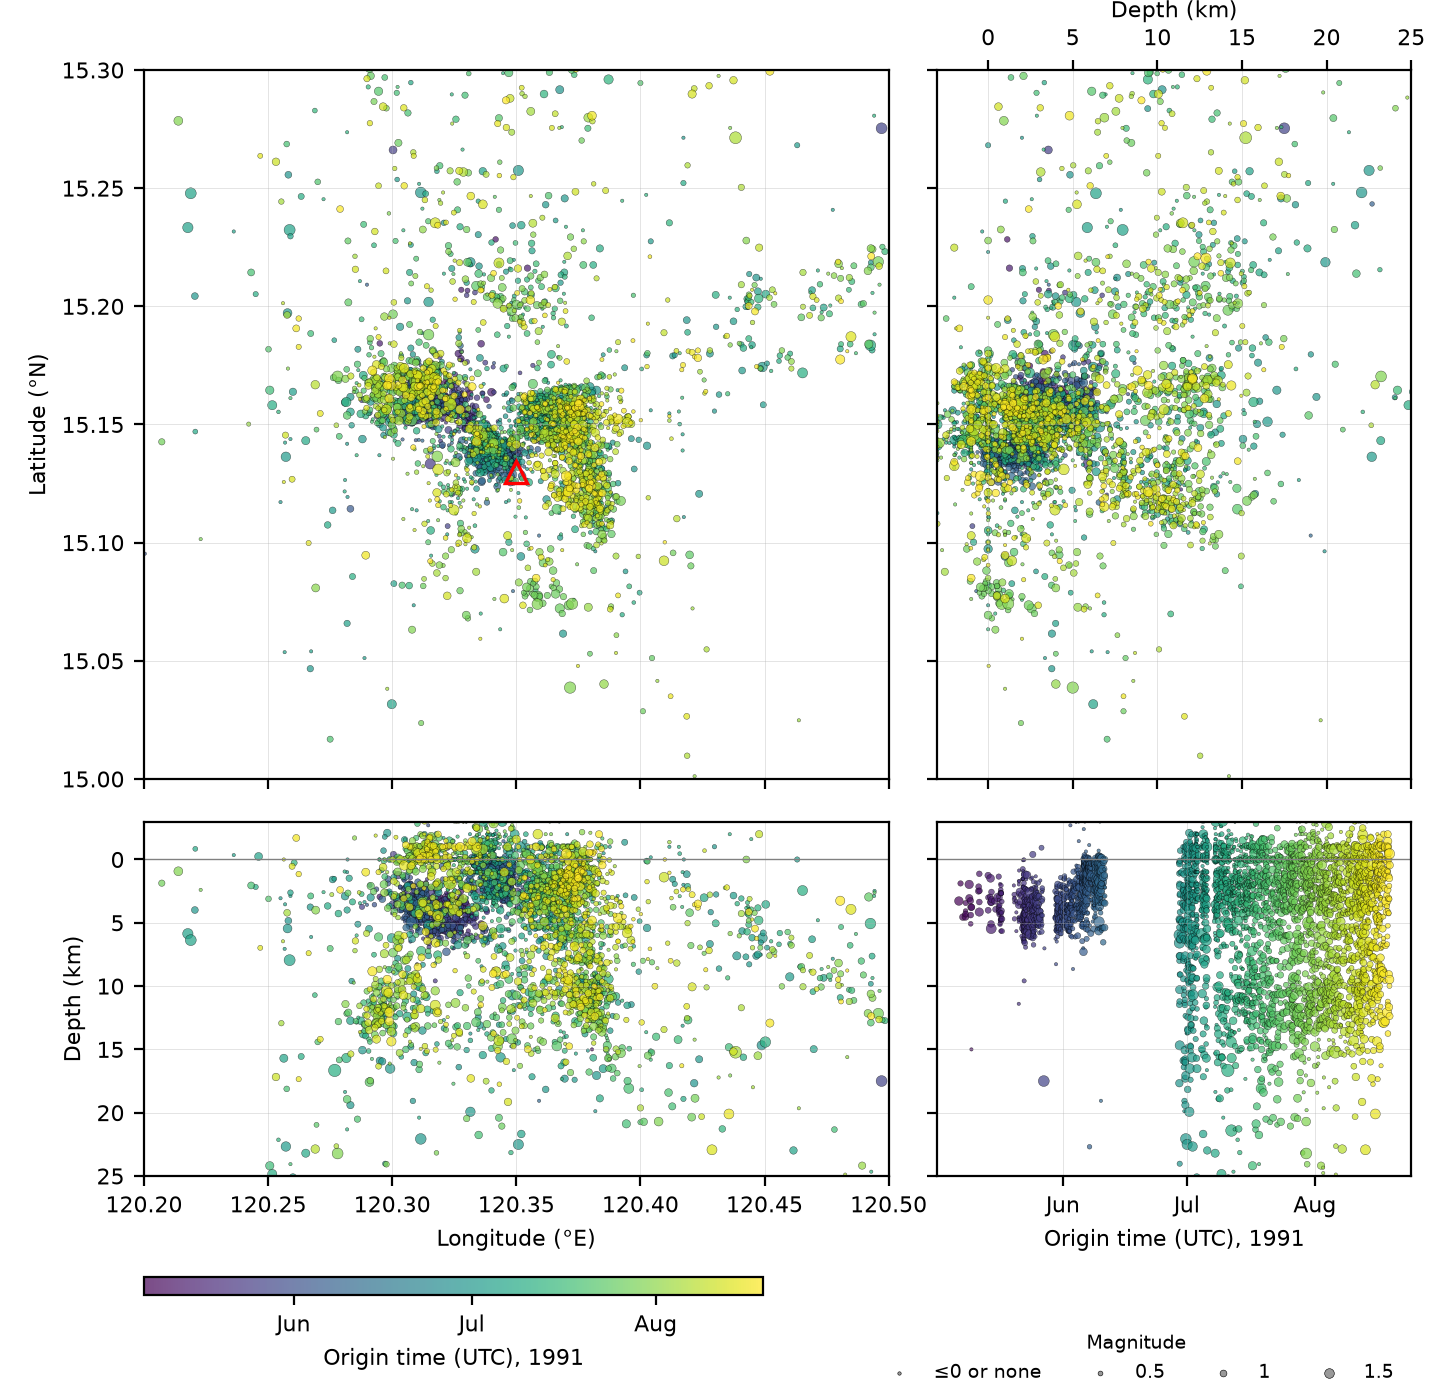 Depth (km)
0 5 10 15 20 25
15.30
15.25
15.20
15.15
15.10
15.05
15.00
Latitude (°N)
0
5
10
15
20
25
Depth (km)
120.20 120.25 120.30 120.35 120.40 120.45 120.50
Longitude (°E)
Jun Jul Aug
Origin time (UTC), 1991
Jun Jul Aug
Origin time (UTC), 1991
Magnitude
≤0 or none 0.5 1 1.5